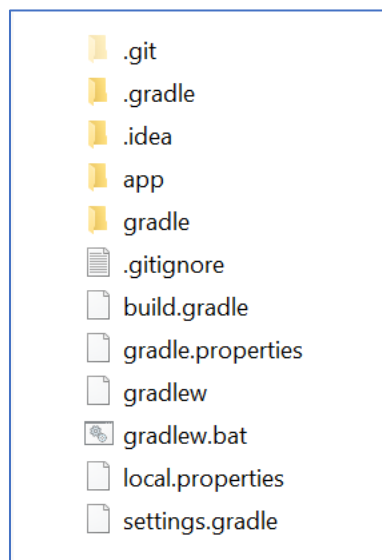 .git
.gradle
.idea
app
gradle
.gitignore
build.gradle
gradle.properties
gradlew
gradlew.bat
local.properties
settings.gradle